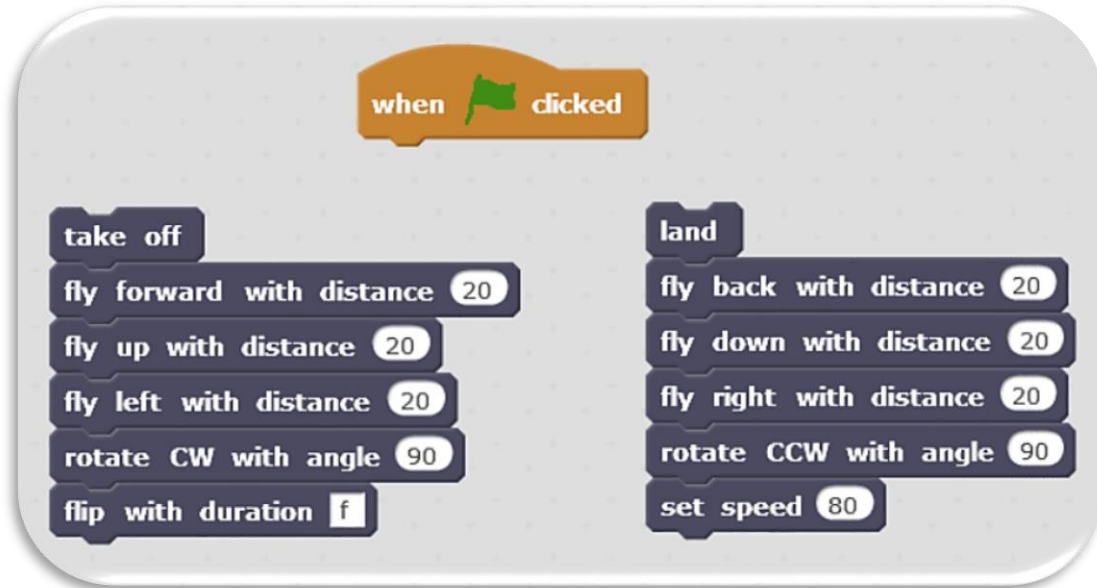 when clicked
take off
fly forward with distance 20
fly up with distance 20
fly left with distance 20
rotate CW with angle 90
flip with duration f
land
fly back with distance 20
fly down with distance 20
fly right with distance 20
rotate CCW with angle 90
set speed 80